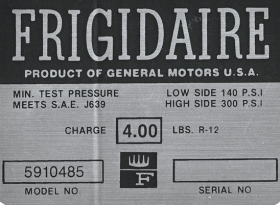 FRIGIDAIRE
PRODUCT OF GENERAL MOTORS U.S.A.
MIN. TEST PRESSURE LOW SIDE 140 P.S.I
MEETS S.A.E. J639 HIGH SIDE 300 P.S.I
CHARGE 4.00 LBS. R-12
5910485
MODEL NO. F SERIAL NO